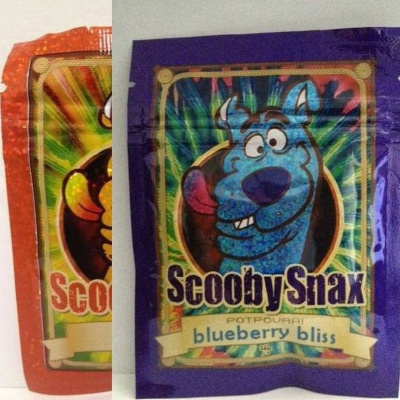 Scoo
Scooby Snax
POTPOURRI
blueberry bliss